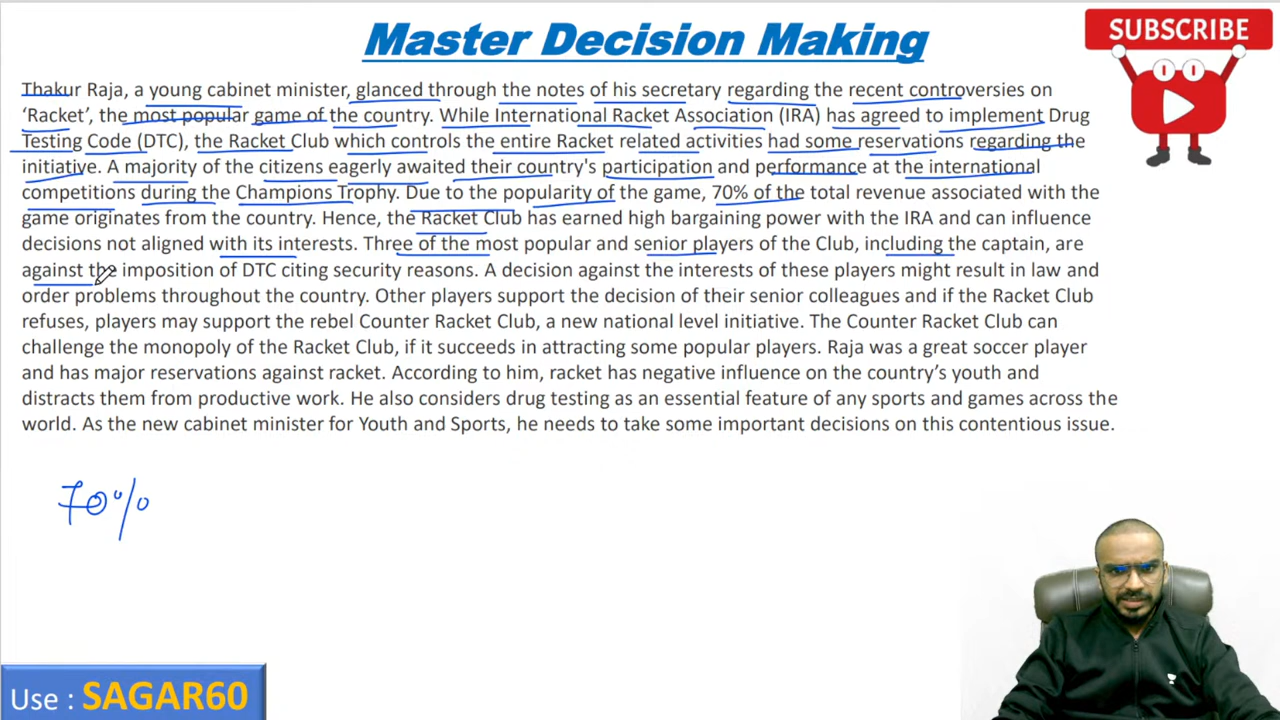 Master Decision Making
SUBSCRIBE
Thakur Raja, a young cabinet minister, glanced through the notes of his secretary regarding the recent controversies on
‘Racket’, the most popular game of the country. While International Racket Association (IRA) has agreed to implement Drug
Testing Code (DTC), the Racket Club which controls the entire Racket related activities had some reservations regarding the
initiative. A majority of the citizens eagerly awaited their country's participation and performance at the international
competitions during the Champions Trophy. Due to the popularity of the game, 70% of the total revenue associated with the
game originates from the country. Hence, the Racket Club has earned high bargaining power with the IRA and can influence
decisions not aligned with its interests. Three of the most popular and senior players of the Club, including the captain, are
against the imposition of DTC citing security reasons. A decision against the interests of these players might result in law and
order problems throughout the country. Other players support the decision of their senior colleagues and if the Racket Club
refuses, players may support the rebel Counter Racket Club, a new national level initiative. The Counter Racket Club can
challenge the monopoly of the Racket Club, if it succeeds in attracting some popular players. Raja was a great soccer player
and has major reservations against racket. According to him, racket has negative influence on the country’s youth and
distracts them from productive work. He also considers drug testing as an essential feature of any sports and games across the
world. As the new cabinet minister for Youth and Sports, he needs to take some important decisions on this contentious issue.
70%
Use : SAGAR60